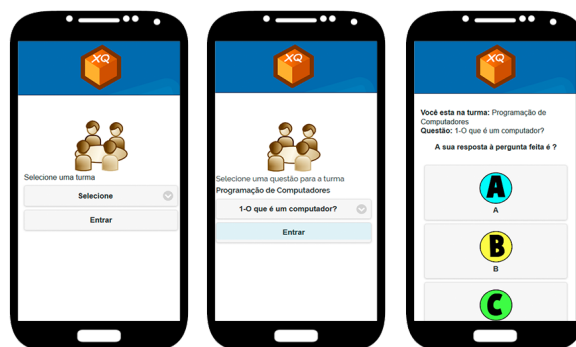 XQ
Selecione uma turma
Selecione
Entrar
XQ
Selecione uma questão para a turma
Programação de Computadores
1-O que é um computador?
Entrar
XQ
Você esta na turma: Programação de
Computadores
Questão: 1-O que é um computador?
A sua resposta à pergunta feita é ?
A
A
B
B
C